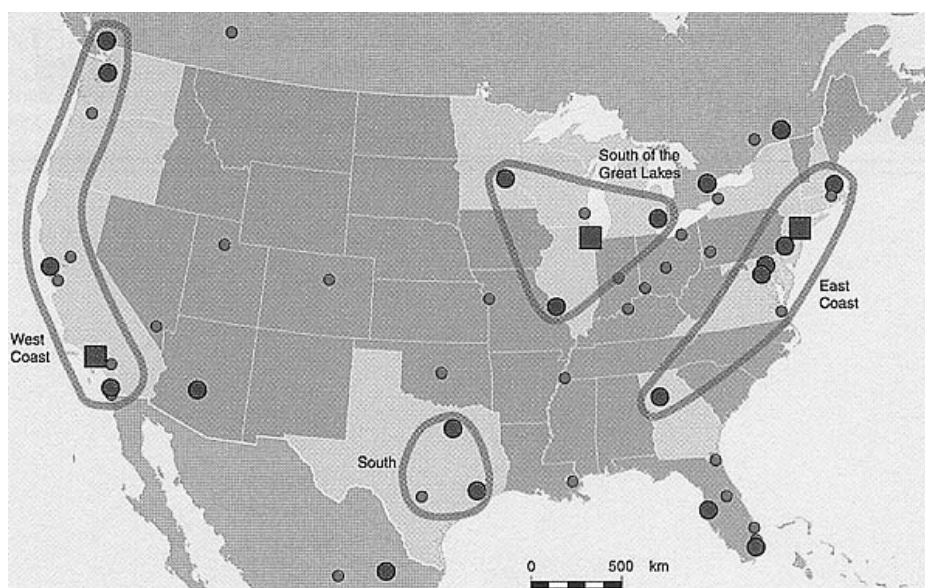 South of the
Great Lakes
East
Coast
West
Coast
South
0 500 km